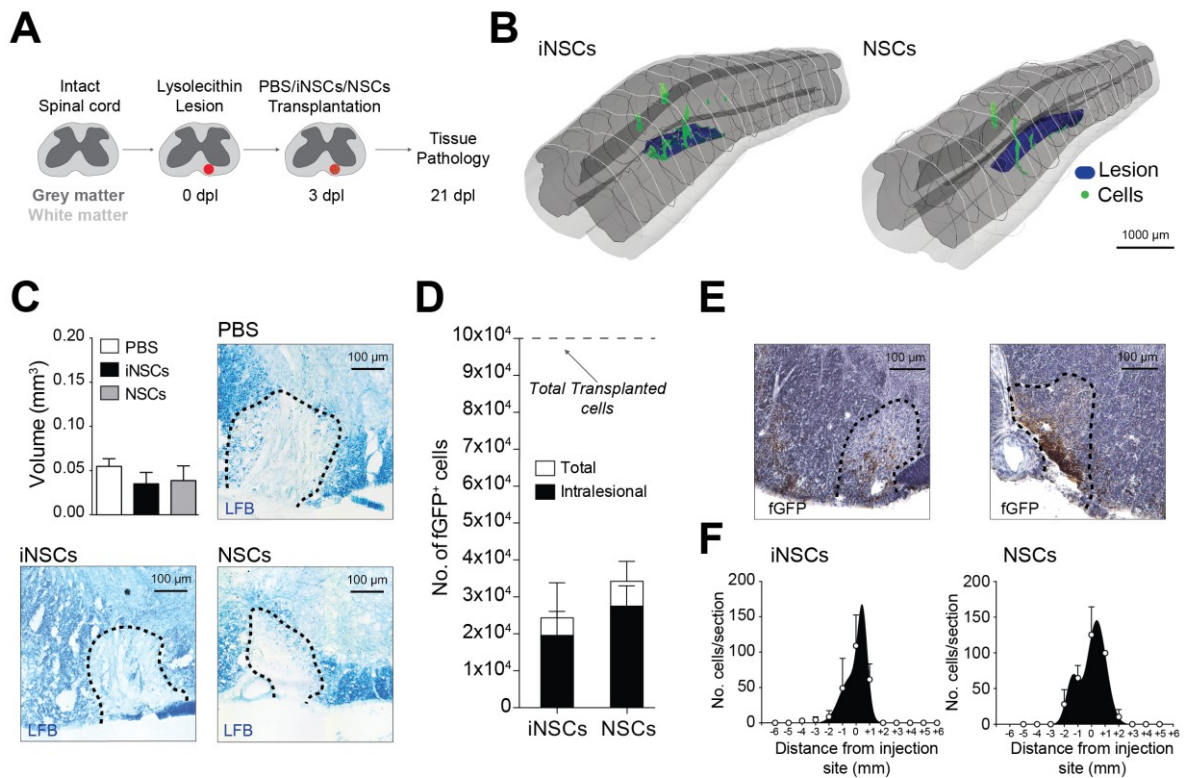 A
Intact
Spinal cord
Lysolecithin
Lesion
PBS/iNSCs/NSCs
Transplantation
Tissue
Pathology
Grey matter
White matter
0 dpl
3 dpl
21 dpl
B
iNSCs
NSCs
Lesion
Cells
1000 µm
C
Volume (mm³)
0.20
0.15
0.10
0.05
0.00
PBS
iNSCs
NSCs
PBS
100 µm
LFB
iNSCs
100 µm
LFB
NSCs
100 µm
LFB
D
No. of fGFP⁺ cells
10x10⁴
9x10⁴
8x10⁴
7x10⁴
6x10⁴
5x10⁴
4x10⁴
3x10⁴
2x10⁴
1x10⁴
0
Total Transplanted
cells
Total
Intralesional
iNSCs
NSCs
E
100 µm
fGFP
100 µm
fGFP
F
iNSCs
No. cells/section
200
150
100
50
0
-6 -5 -4 -3 -2 -1 0 +1 +2 +3 +4 +5 +6
Distance from injection
site (mm)
NSCs
No. cells/section
200
150
100
50
0
-6 -5 -4 -3 -2 -1 0 +1 +2 +3 +4 +5 +6
Distance from injection
site (mm)